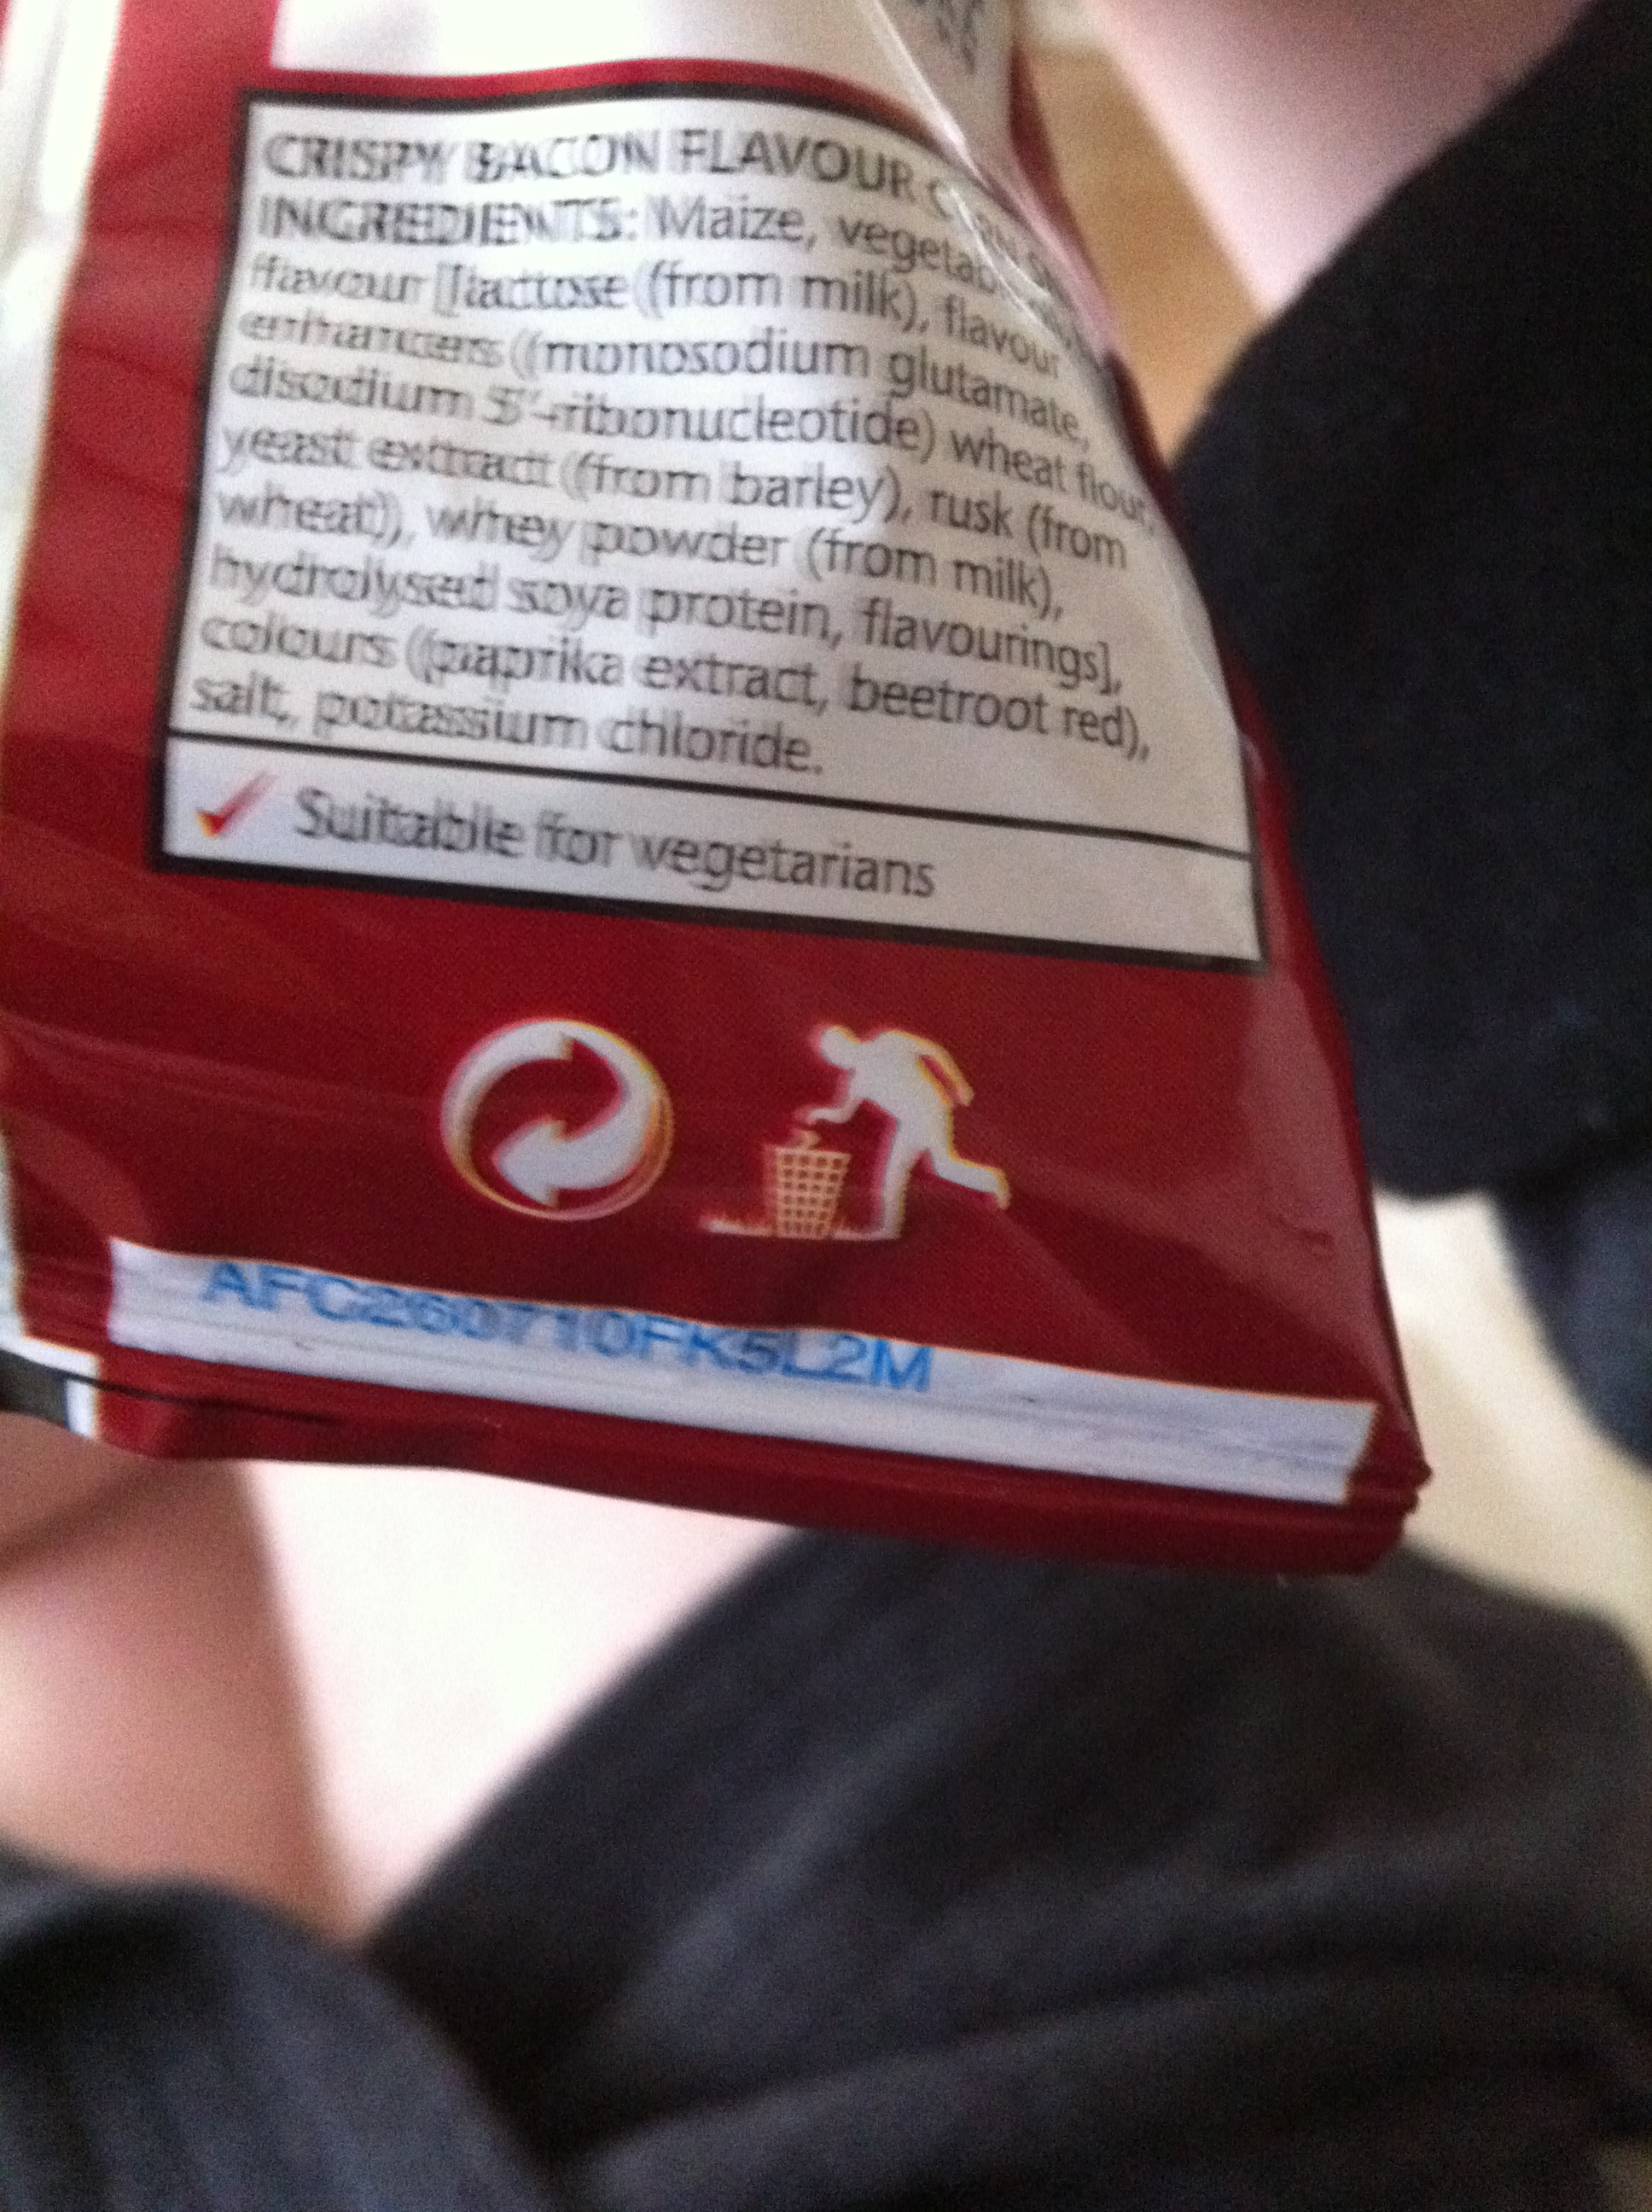 CRISPY BACON FLAVOUR
INGREDIENTS: Maize,
flavour [lactose (from milk), flavour
enhancers (monosodium glutamate,
disodium 5'-ribonucleotide) wheat flour,
yeast extract (from barley), rusk (from
wheat), whey powder (from milk),
hydrolysed soya protein, flavourings],
colours (paprika extract, beetroot red),
salt, potassium chloride.
Suitable for vegetarians
AFC260710FK5L2M